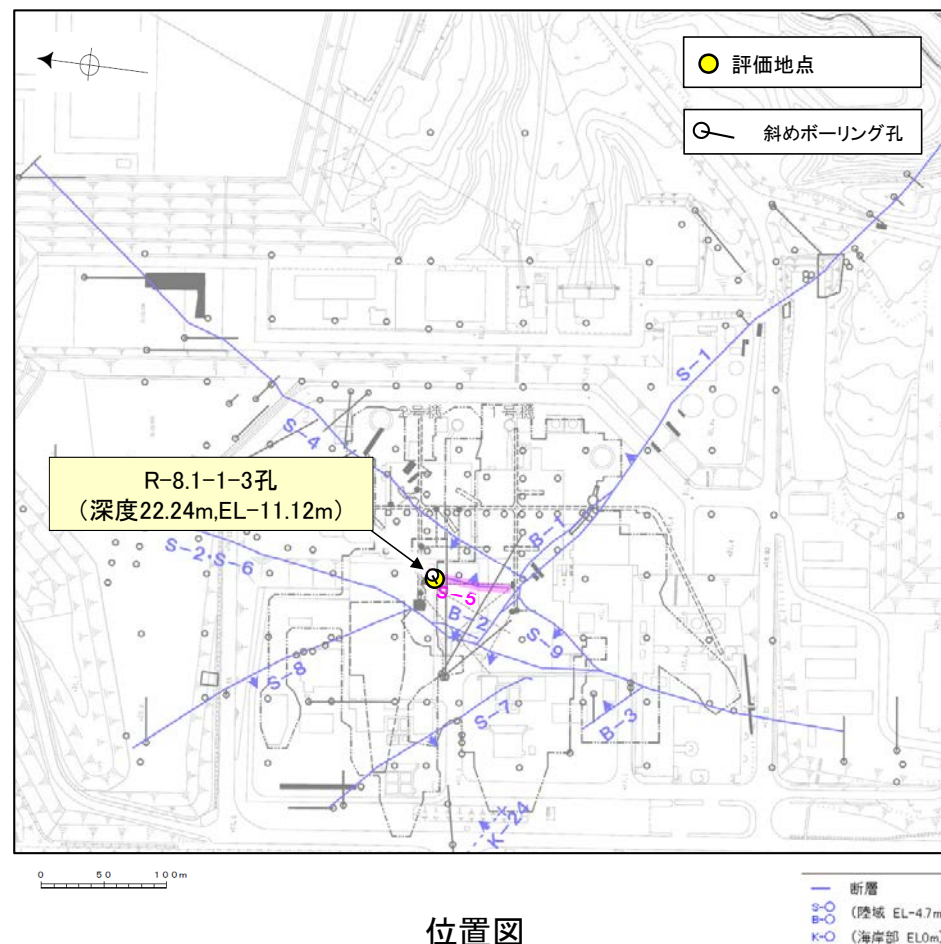 評価地点
斜めボーリング孔
S-1
2号機
1号機
S-4
R-8.1-1-3孔
(深度22.24m,EL-11.12m)
B-1
S-2・S-6
S-5
B-2
S-9
S-8
S-7
B-3
K-24
0 50 100m
断層
S-○
B-○
(陸域 EL-4.7m
K-○
(海岸部 EL0m)
位置図